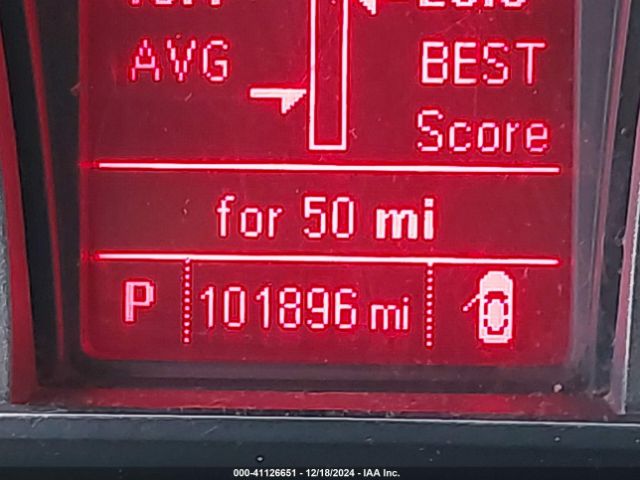 AVG BEST
Score
for 50 mi
P 101896 mi
000-41126651 - 12/18/2024 - IAA Inc.